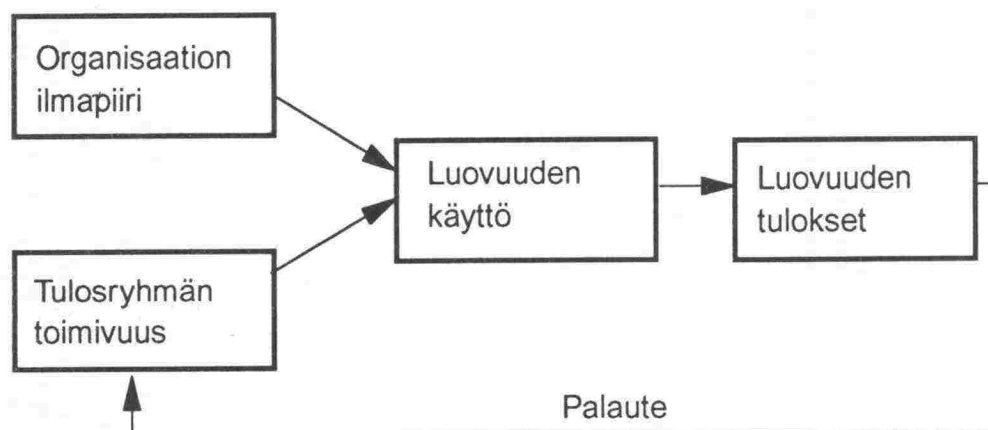 Organisaation
ilmapiiri
Luovuuden
käyttö
Luovuuden
tulokset
Tulosryhmän
toimivuus
Palaute